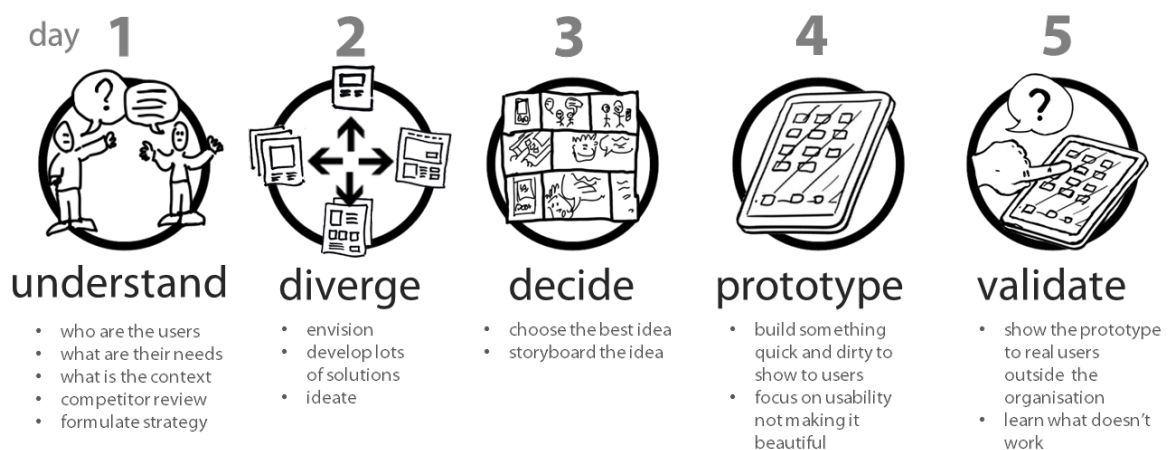 day 1 2 3 4 5
?
?
understand
• who are the users
• what are their needs
• what is the context
• competitor review
• formulate strategy
diverge
• envision
• develop lots
of solutions
• ideate
decide
• choose the best idea
• storyboard the idea
prototype
• build something
quick and dirty to
show to users
• focus on usability
not making it
beautiful
validate
• show the prototype
to real users
outside the
organisation
• learn what doesn't
work